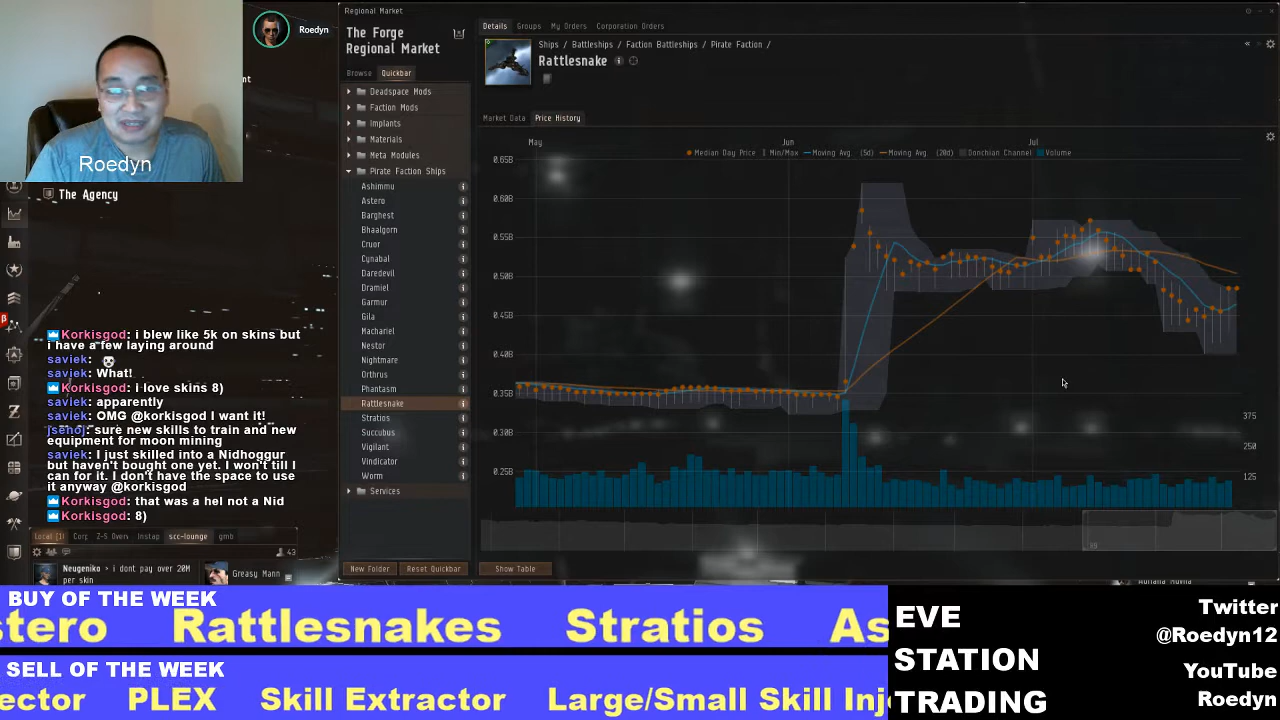 Regional Market
Roedyn
nt
Roedyn
The Agency
The Forge
Regional Market
Browse Quickbar
Deadspace Mods
Faction Mods
Implants
Materials
Meta Modules
Pirate Faction Ships
Ashimmu
Astero
Barghest
Bhaalgorn
Cruor
Cynabal
Daredevil
Dramiel
Garmur
Gila
Machariel
Nestor
Nightmare
Orthrus
Phantasm
Rattlesnake
Stratios
Succubus
Vigilant
Vindicator
Worm
Services
New Folder Reset Quickbar
Details Groups My Orders Corporation Orders
Ships / Battleships / Faction Battleships / Pirate Faction /
Rattlesnake
Market Data Price History
May Jun Jul
Median Day Price Min/Max Moving Avg. (5d) Moving Avg. (20d) Donchian Channel Volume
0.65B
0.60B
0.55B
0.50B
0.45B
0.40B
0.35B
0.30B
0.25B
375
250
125
Show Table
Korkisgod: i blew like 5k on skins but
i have a few laying around
saviek:
saviek: What!
Korkisgod: i love skins 8)
saviek: apparently
saviek: OMG @korkisgod I want it!
jsenoj: sure new skills to train and new
equipment for moon mining
saviek: I just skilled into a Nidhoggur
but haven't bought one yet. I won't till I
can for it. I don't have the space to use
it anyway @korkisgod
Korkisgod: that was a hel not a Nid
Korkisgod: 8)
Local [1] Corp Z-S Oven Instap scc-lounge gmb
43
Neugeniko > i dont pay over 20M
per skin
Greasy Mann
BUY OF THE WEEK
stero Rattlesnakes Stratios As
SELL OF THE WEEK
ector PLEX Skill Extractor Large/Small Skill Inj
EVE
STATION
TRADING
Twitter
@Roedyn12
YouTube
Roedyn